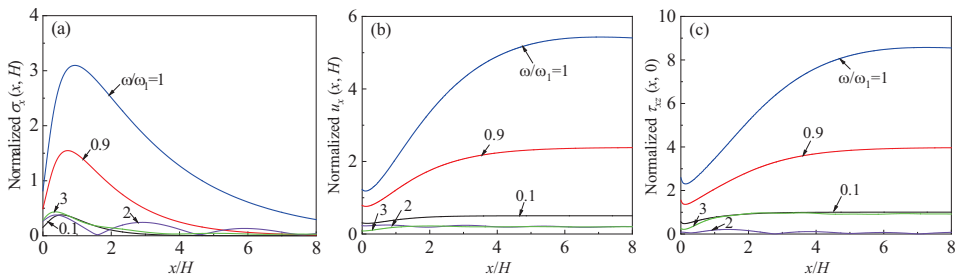 (a)
Normalized σx (x, H)
4
3
2
1
0
ω/ω1=1
0.9
3
0.1
2
0 2 4 6 8
x/H
(b)
Normalized ux (x, H)
6
4
2
0
ω/ω1=1
0.9
0.1
3
2
0 2 4 6 8
x/H
(c)
Normalized τxz (x, 0)
10
8
6
4
2
0
ω/ω1=1
0.9
0.1
3
2
0 2 4 6 8
x/H